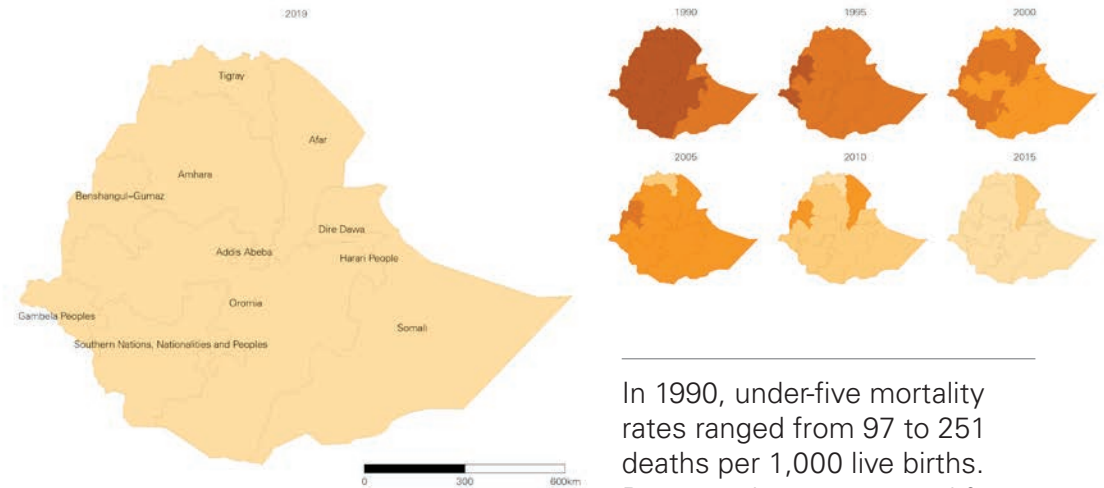 2019
Tigray
Afar
Amhara
Benshangul-Gumaz
Dire Dawa
Addis Abeba
Harari People
Oromia
Gambela Peoples
Somali
Southern Nations, Nationalities and Peoples
0 300 600km
1990 1995 2000
2005 2010 2015
In 1990, under-five mortality
rates ranged from 97 to 251
deaths per 1,000 live births.